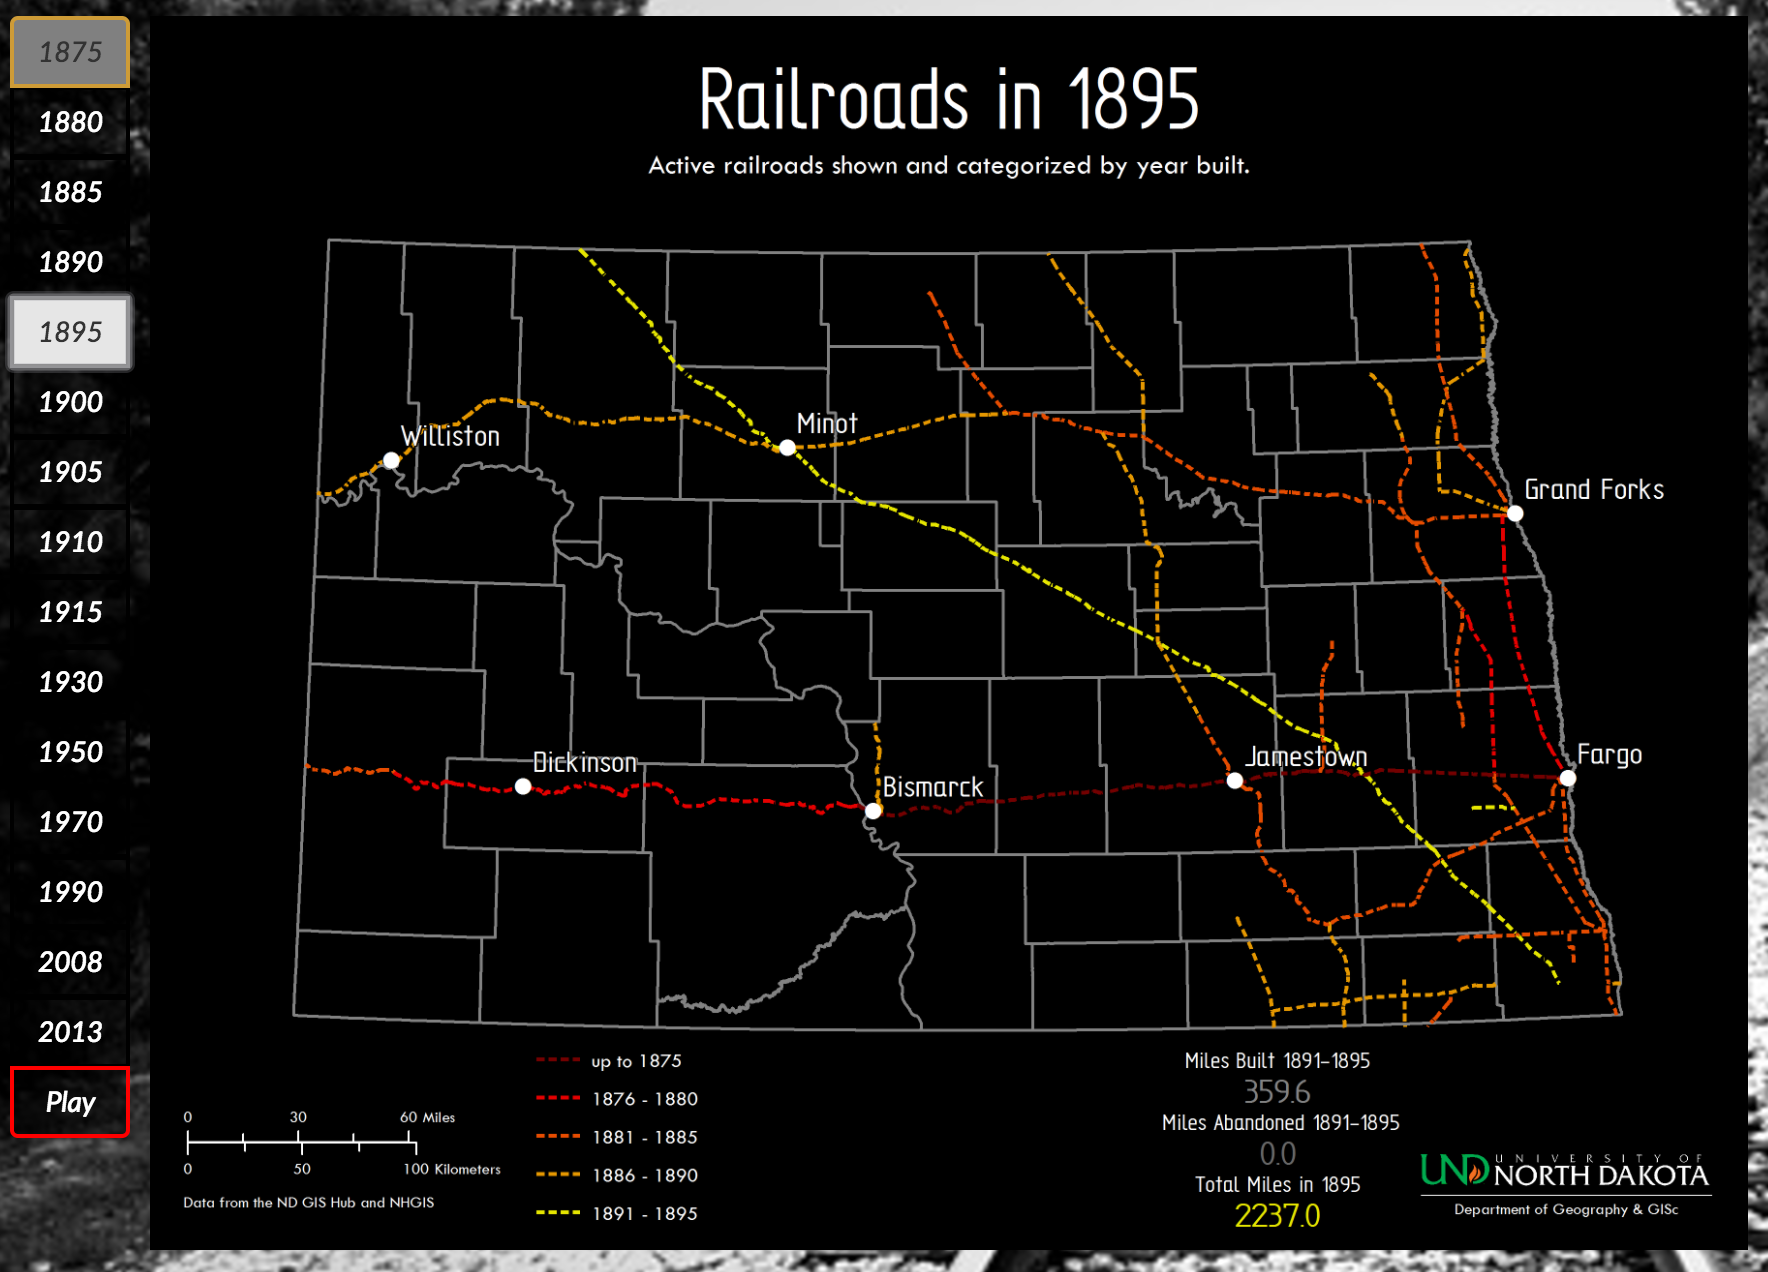 1875
1880
1885
1890
1895
1900
1905
1910
1915
1930
1950
1970
1990
2008
2013
Play
Railroads in 1895
Active railroads shown and categorized by year built.
Williston
Minot
Grand Forks
Dickinson
Bismarck
Jamestown
Fargo
0 30 60 Miles
0 50 100 Kilometers
Data from the ND GIS Hub and NHGIS
up to 1875
1876 - 1880
1881 - 1885
1886 - 1890
1891 - 1895
Miles Built 1891-1895
359.6
Miles Abandoned 1891-1895
0.0
Total Miles in 1895
2237.0
UND UNIVERSITY OF
NORTH DAKOTA
Department of Geography & GISc